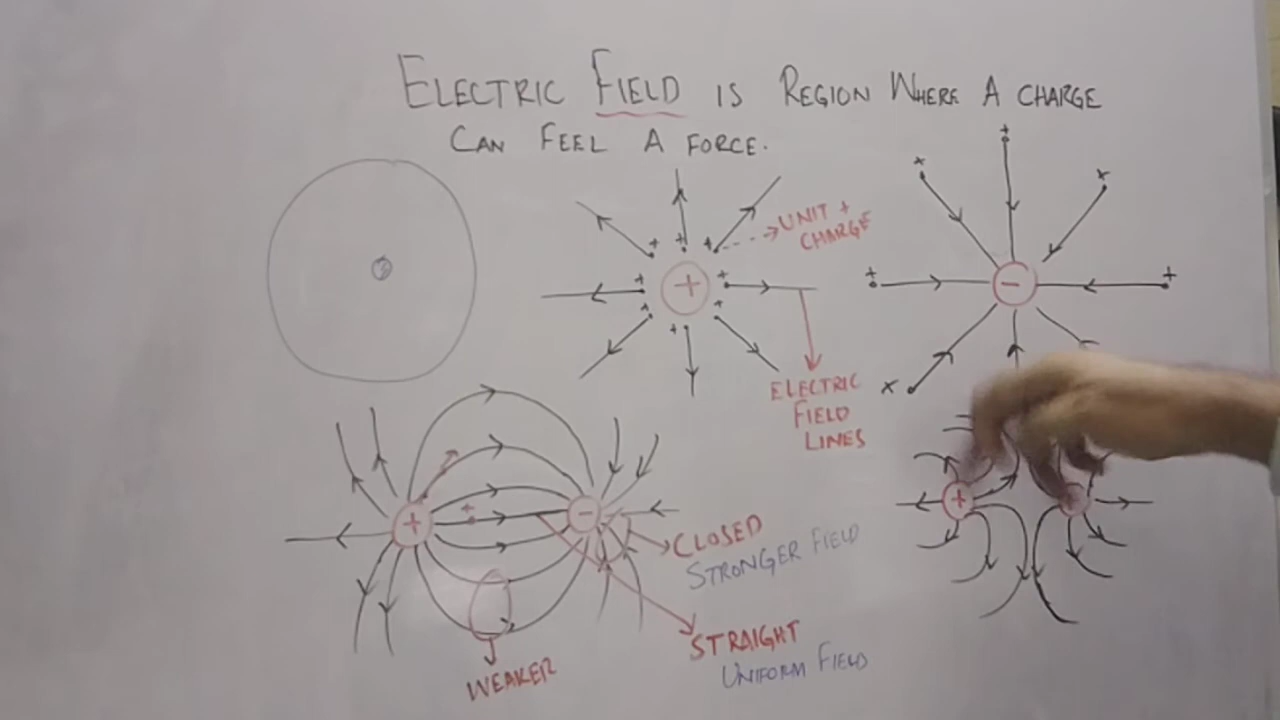 ELECTRIC FIELD IS REGION WHERE A CHARGE
CAN FEEL A FORCE.
UNIT +
CHARGE
ELECTRIC
FIELD
LINES
CLOSED
STRONGER FIELD
STRAIGHT
UNIFORM FIELD
WEAKER